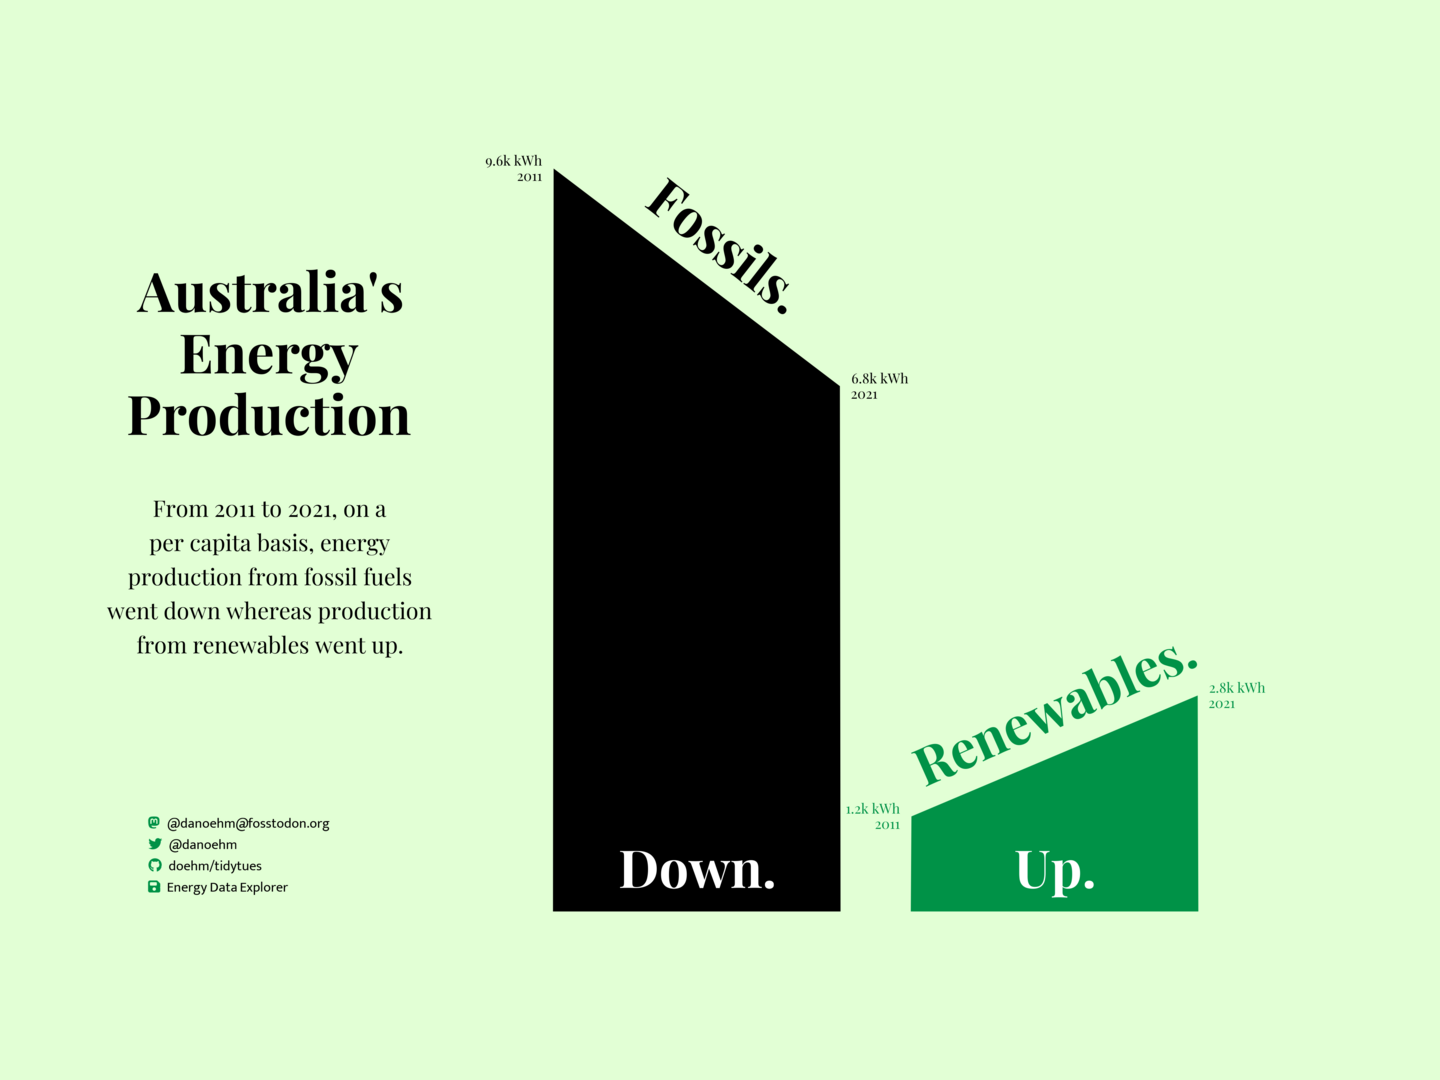 Australia's
Energy
Production
From 2011 to 2021, on a
per capita basis, energy
production from fossil fuels
went down whereas production
from renewables went up.
@danoehm@fosstodon.org
@danoehm
doehm/tidytues
Energy Data Explorer
9.6k kWh
2011
Fossils.
6.8k kWh
2021
Down.
Renewables.
2.8k kWh
2021
1.2k kWh
2011
Up.